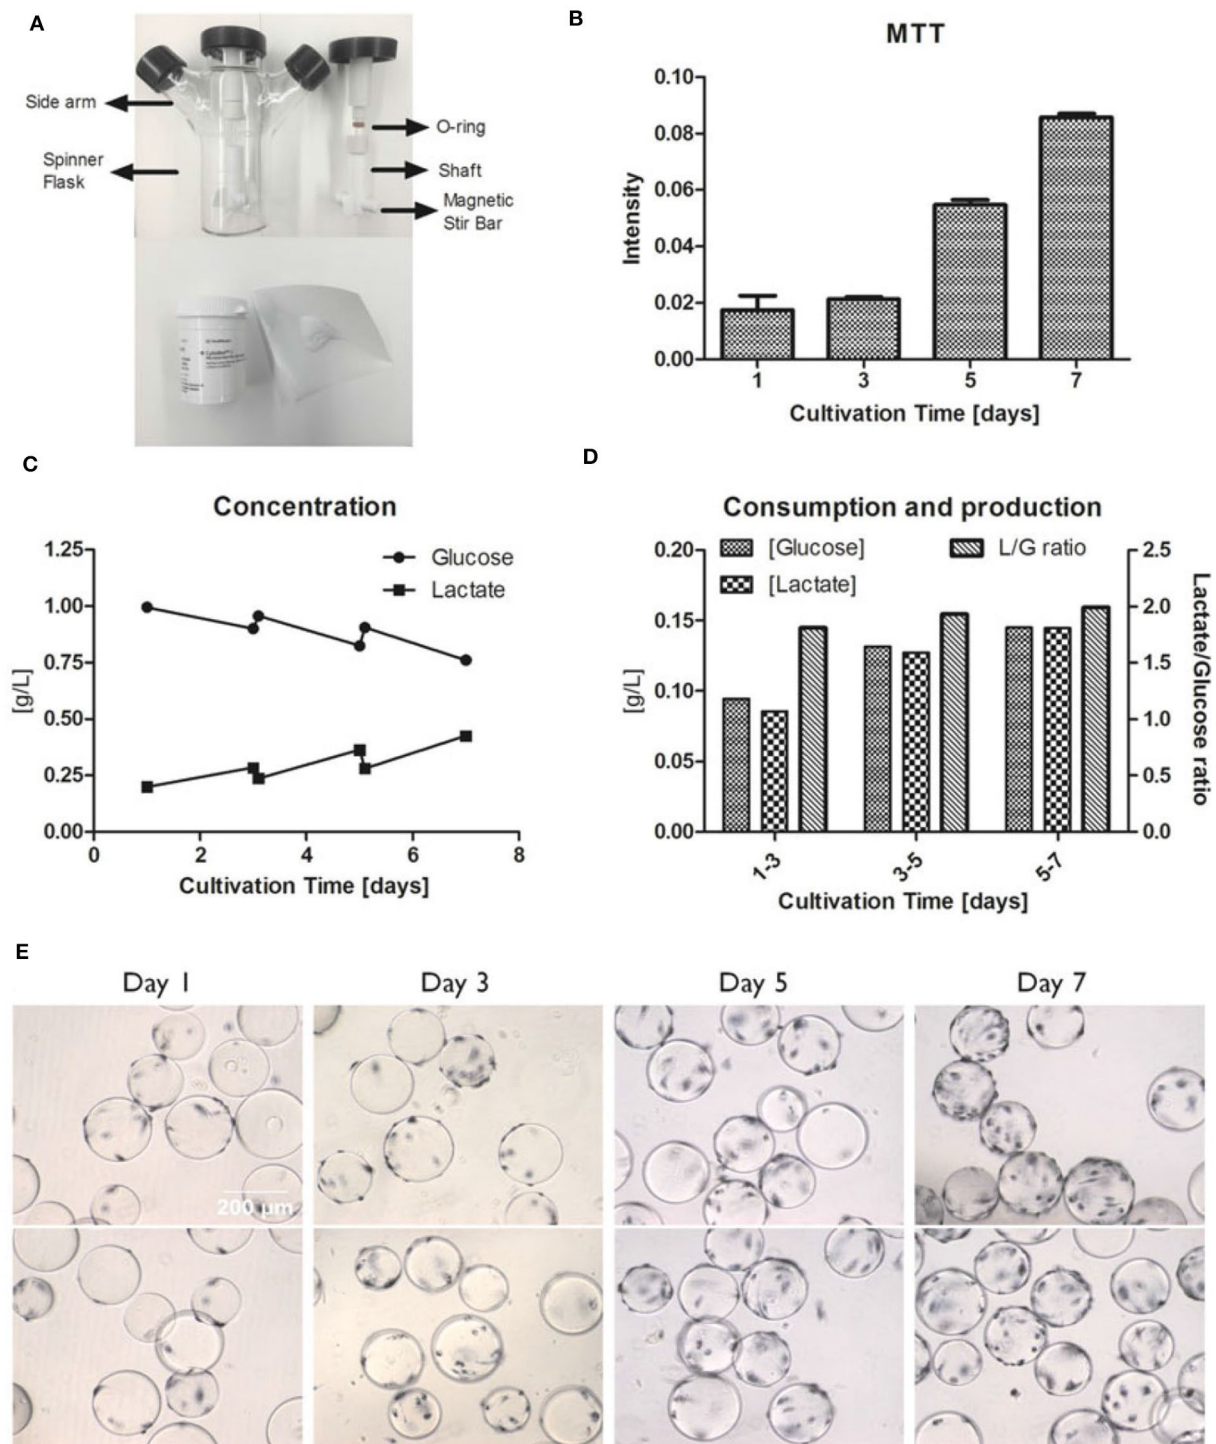 A
Side arm
Spinner
Flask
O-ring
Shaft
Magnetic
Stir Bar
B
MTT
Intensity
0.10
0.08
0.06
0.04
0.02
0.00
1 3 5 7
Cultivation Time [days]
C
Concentration
[g/L]
1.25
1.00
0.75
0.50
0.25
0.00
Glucose
Lactate
0 2 4 6 8
Cultivation Time [days]
D
Consumption and production
[g/L]
0.20
0.15
0.10
0.05
0.00
[Glucose]
[Lactate]
L/G ratio
2.5
2.0
1.5
1.0
0.5
0.0
Lactate/Glucose ratio
1-3 3-5 5-7
Cultivation Time [days]
E
Day 1 Day 3 Day 5 Day 7
200 µm